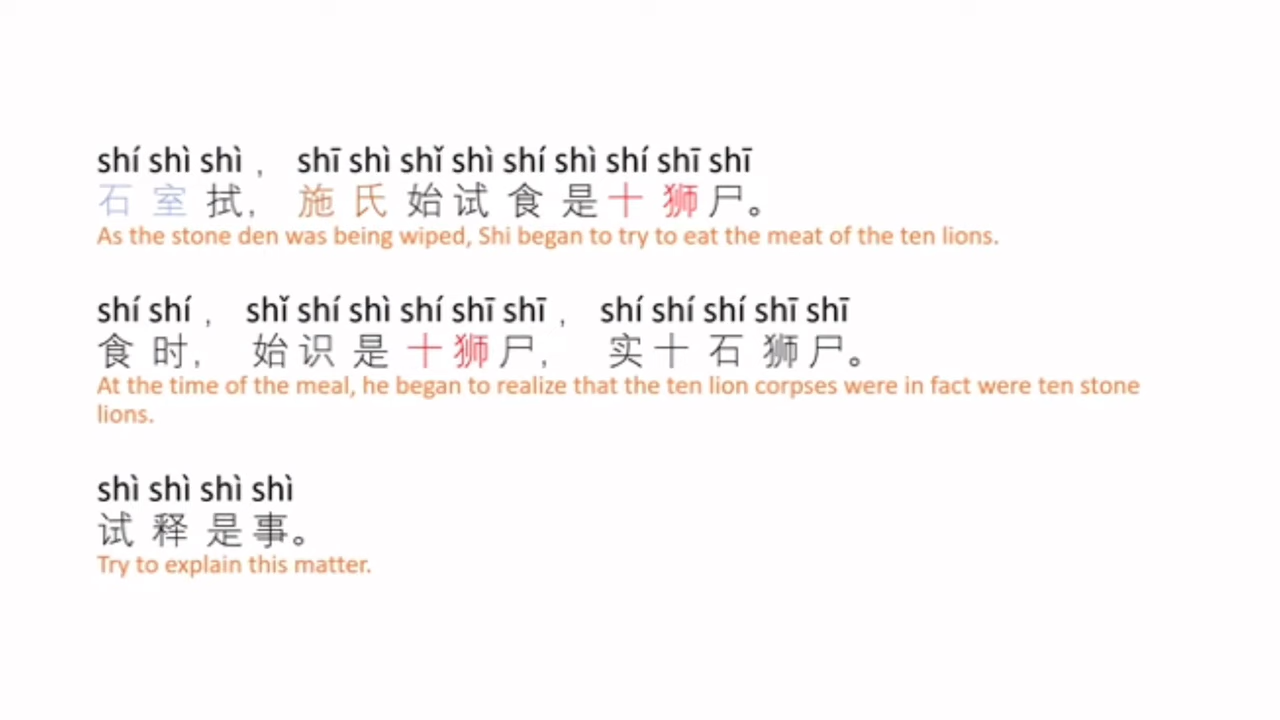 shí shì shì ， shī shì shǐ shì shí shì shí shī shī
石 室 拭， 施 氏 始 试 食 是 十 狮 尸。
As the stone den was being wiped, Shi began to try to eat the meat of the ten lions.
shí shí ， shǐ shí shì shí shī shī ， shí shí shí shī shī
食 时， 始 识 是 十 狮 尸， 实 十 石 狮 尸。
At the time of the meal, he began to realize that the ten lion corpses were in fact were ten stone
lions.
shì shì shì shì
试 释 是 事。
Try to explain this matter.